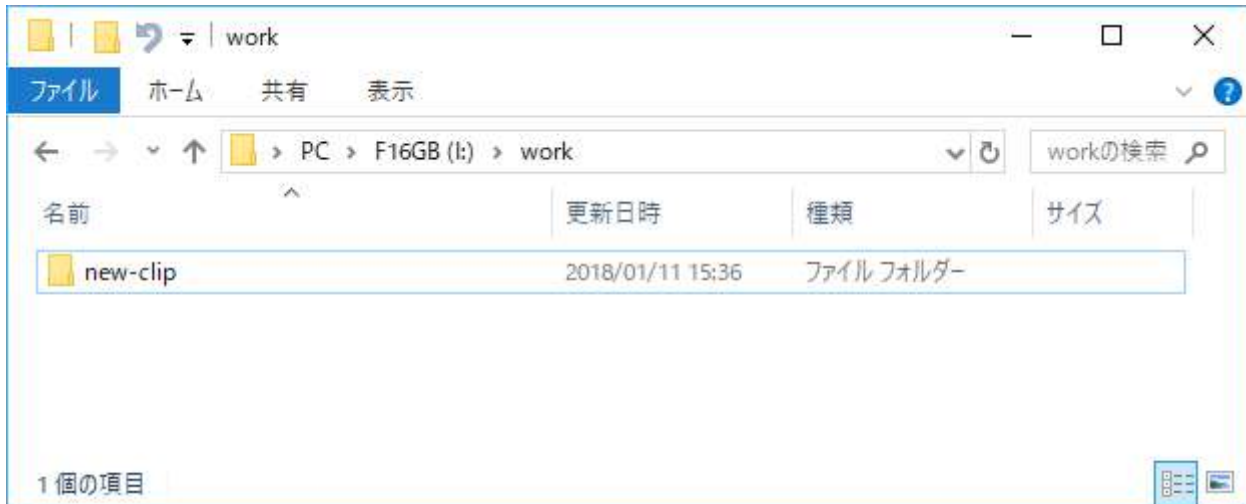 work
ファイル ホーム 共有 表示
PC > F16GB (I:) > work workの検索
名前 更新日時 種類 サイズ
new-clip 2018/01/11 15:36 ファイル フォルダー
1 個の項目